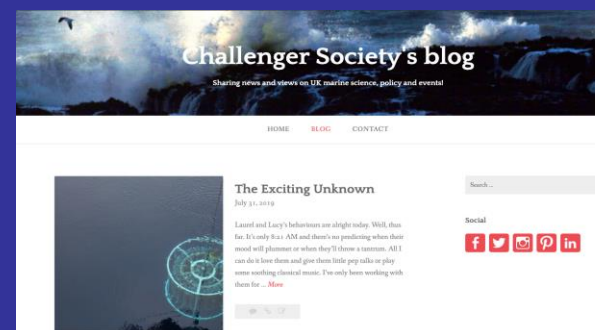 Challenger Society's blog
Sharing news and views on UK marine science, policy and events!
HOME BLOG CONTACT
The Exciting Unknown
July 31, 2019
Laurel and Lucy's behaviours are alright today. Well, thus
far. It's only 8:21 AM and there's no predicting when their
mood will plummet or when they'll throw a tantrum. All I
can do it love them and give them little pep talks or play
some soothing classical music. I'm only been working with
them for ... More
Search ...
Social